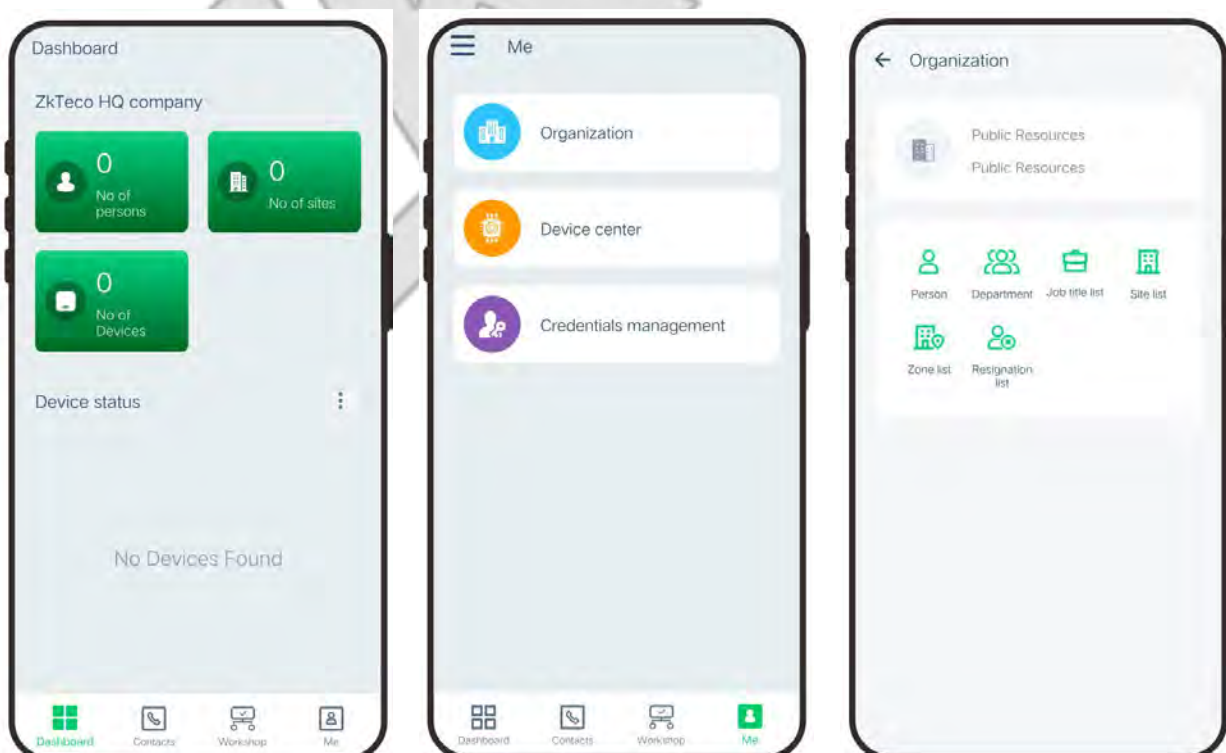 Dashboard
ZkTeco HQ company
0
No of
persons
0
No of sites
0
No of
Devices
Device status
No Devices Found
Dashboard
Contacts
Workshop
Me
Me
Organization
Device center
Credentials management
Dashboard
Contacts
Workshop
Me
Organization
Public Resources
Public Resources
Person
Department
Job title list
Site list
Zone list
Resignation
list